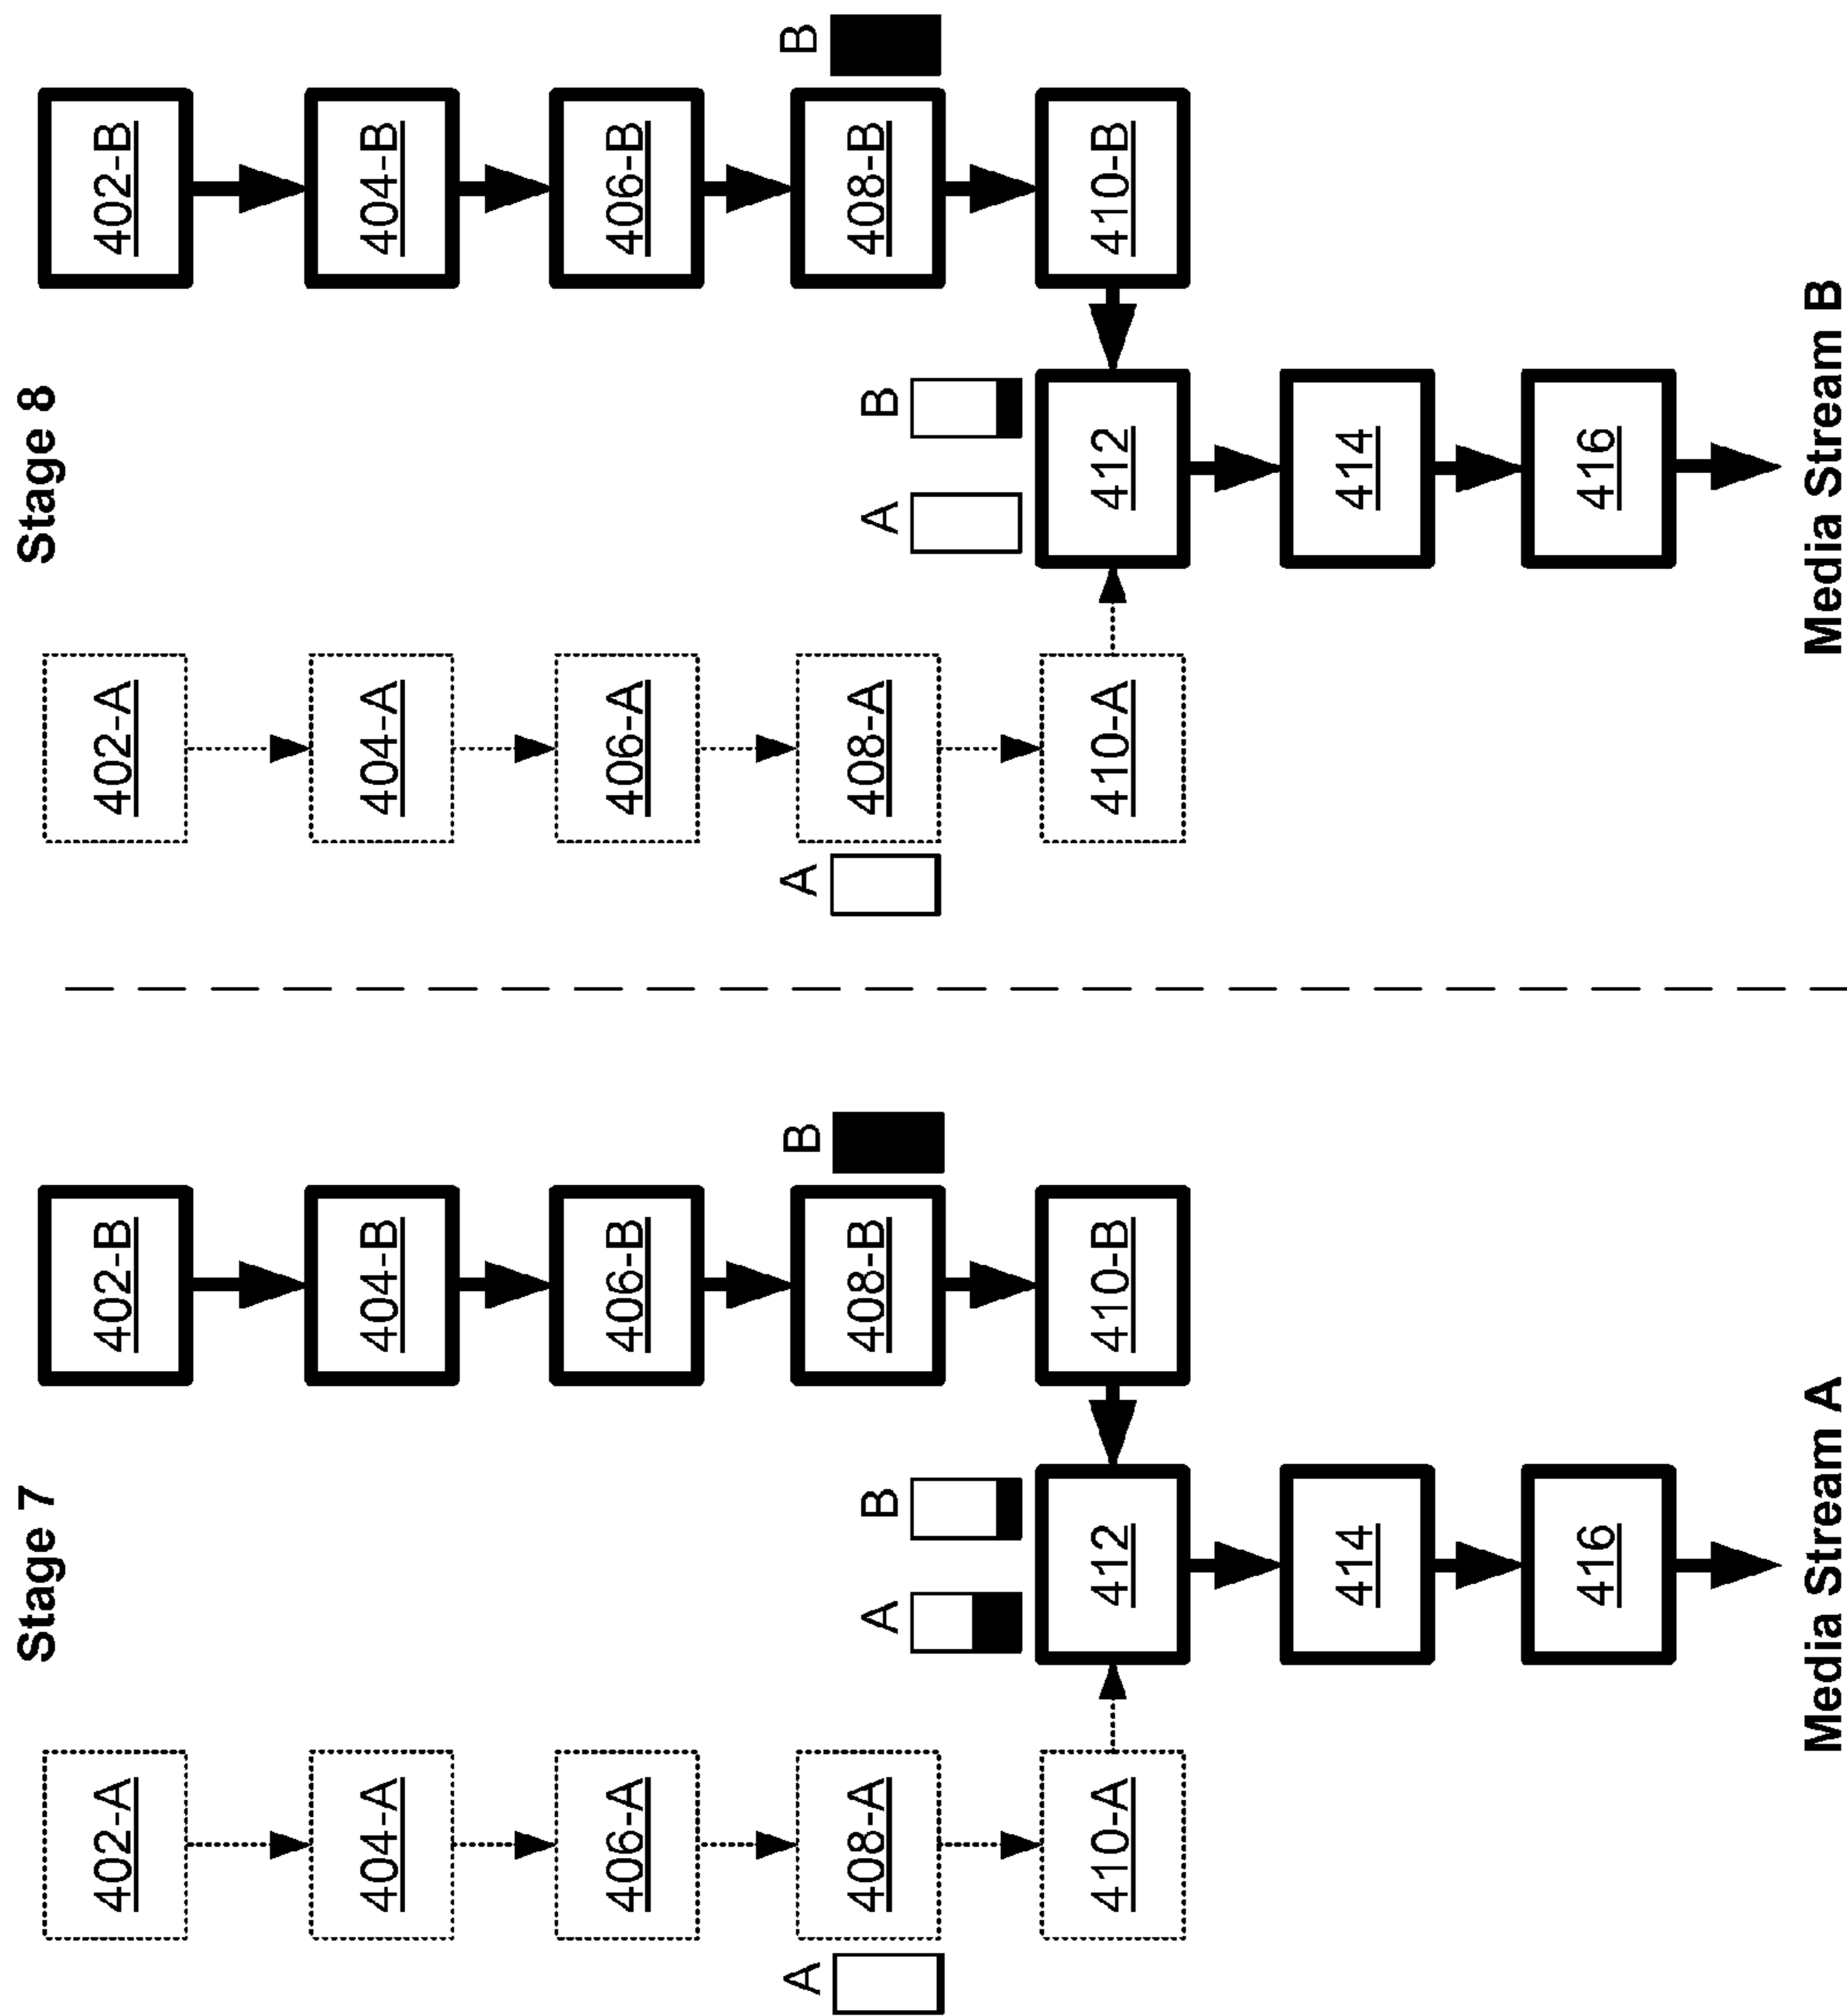 Stage 7
402-A
402-B
404-A
404-B
406-A
406-B
A
B
408-A
408-B
A
B
410-A
412
410-B
414
416
Media Stream A
Stage 8
402-A
402-B
404-A
404-B
406-A
406-B
A
B
408-A
408-B
A
B
410-A
412
410-B
414
416
Media Stream B